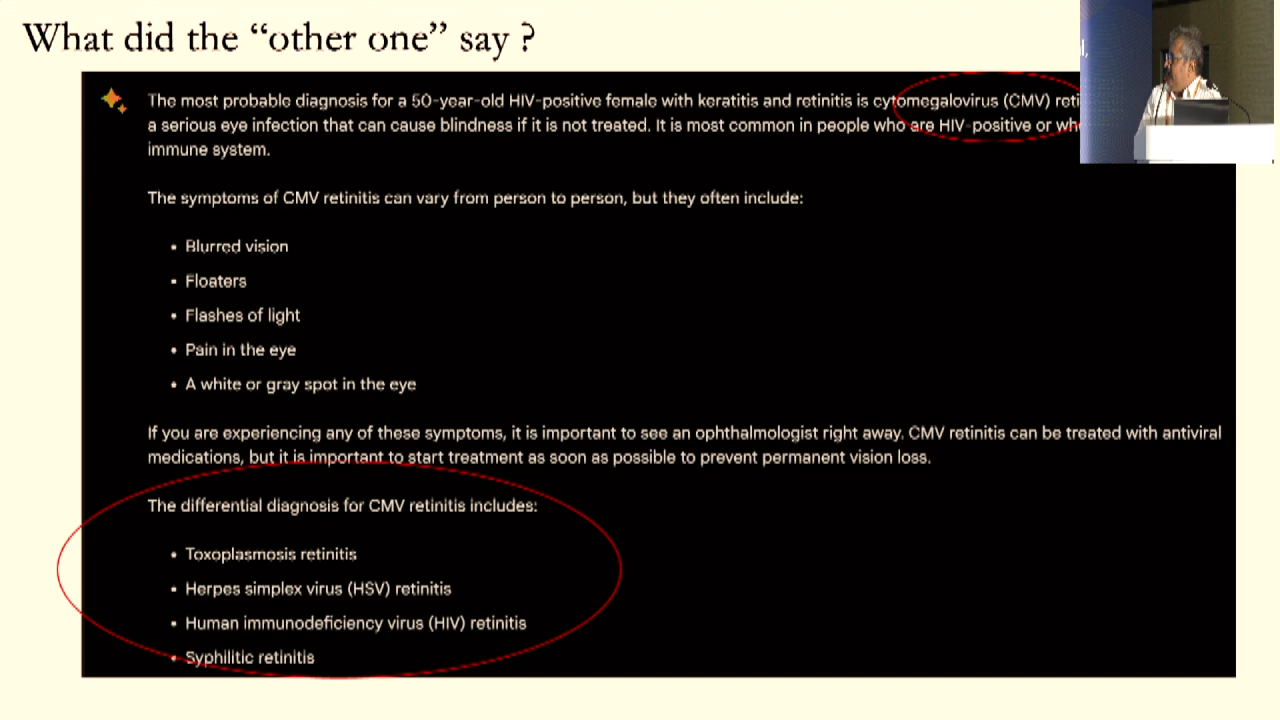 What did the “other one” say ?
The most probable diagnosis for a 50-year-old HIV-positive female with keratitis and retinitis is cytomegalovirus (CMV) reti
a serious eye infection that can cause blindness if it is not treated. It is most common in people who are HIV-positive or wh
immune system.
The symptoms of CMV retinitis can vary from person to person, but they often include:
• Blurred vision
• Floaters
• Flashes of light
• Pain in the eye
• A white or gray spot in the eye
If you are experiencing any of these symptoms, it is important to see an ophthalmologist right away. CMV retinitis can be treated with antiviral
medications, but it is important to start treatment as soon as possible to prevent permanent vision loss.
The differential diagnosis for CMV retinitis includes:
• Toxoplasmosis retinitis
• Herpes simplex virus (HSV) retinitis
• Human immunodeficiency virus (HIV) retinitis
• Syphilitic retinitis